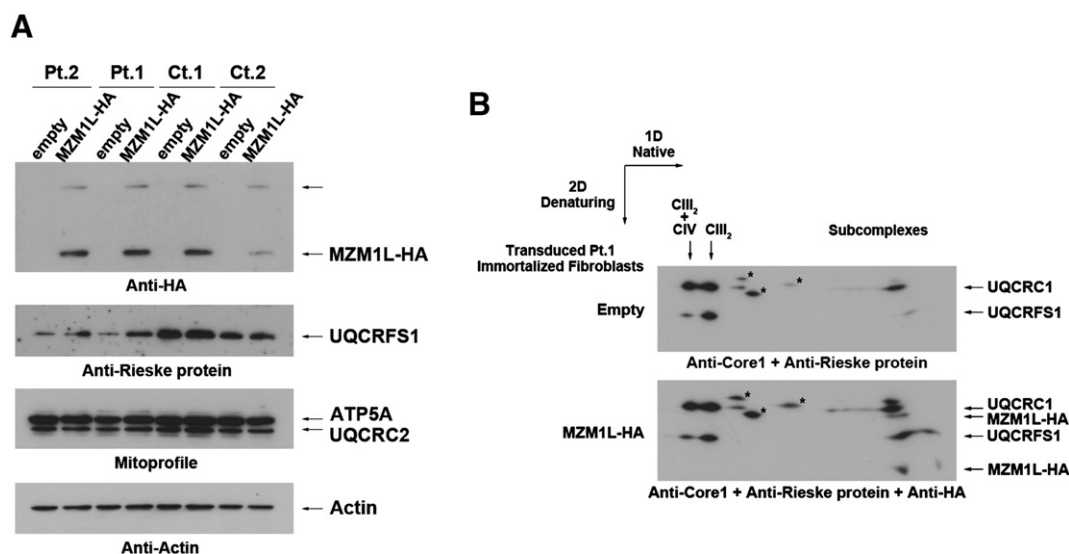 A
Pt.2 Pt.1 Ct.1 Ct.2
empty MZM1L-HA empty MZM1L-HA empty MZM1L-HA empty MZM1L-HA
MZM1L-HA
Anti-HA
UQCRFS1
Anti-Rieske protein
ATP5A
UQCRC2
Mitoprofile
Actin
Anti-Actin
B
1D
Native
2D
Denaturing
CIII₂
+
CIV CIII₂ Subcomplexes
Transduced Pt.1
Immortalized Fibroblasts
Empty
* * *
UQCRC1
UQCRFS1
Anti-Core1 + Anti-Rieske protein
MZM1L-HA
* * *
UQCRC1
MZM1L-HA
UQCRFS1
MZM1L-HA
Anti-Core1 + Anti-Rieske protein + Anti-HA